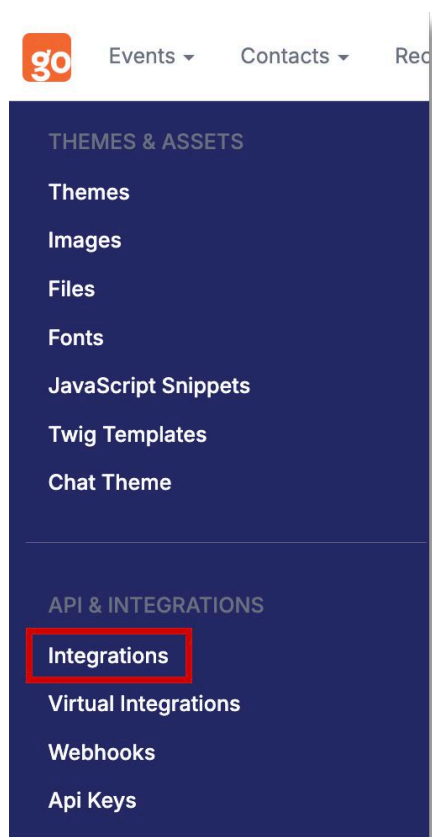 go Events Contacts Rec
THEMES & ASSETS
Themes
Images
Files
Fonts
JavaScript Snippets
Twig Templates
Chat Theme
API & INTEGRATIONS
Integrations
Virtual Integrations
Webhooks
Api Keys